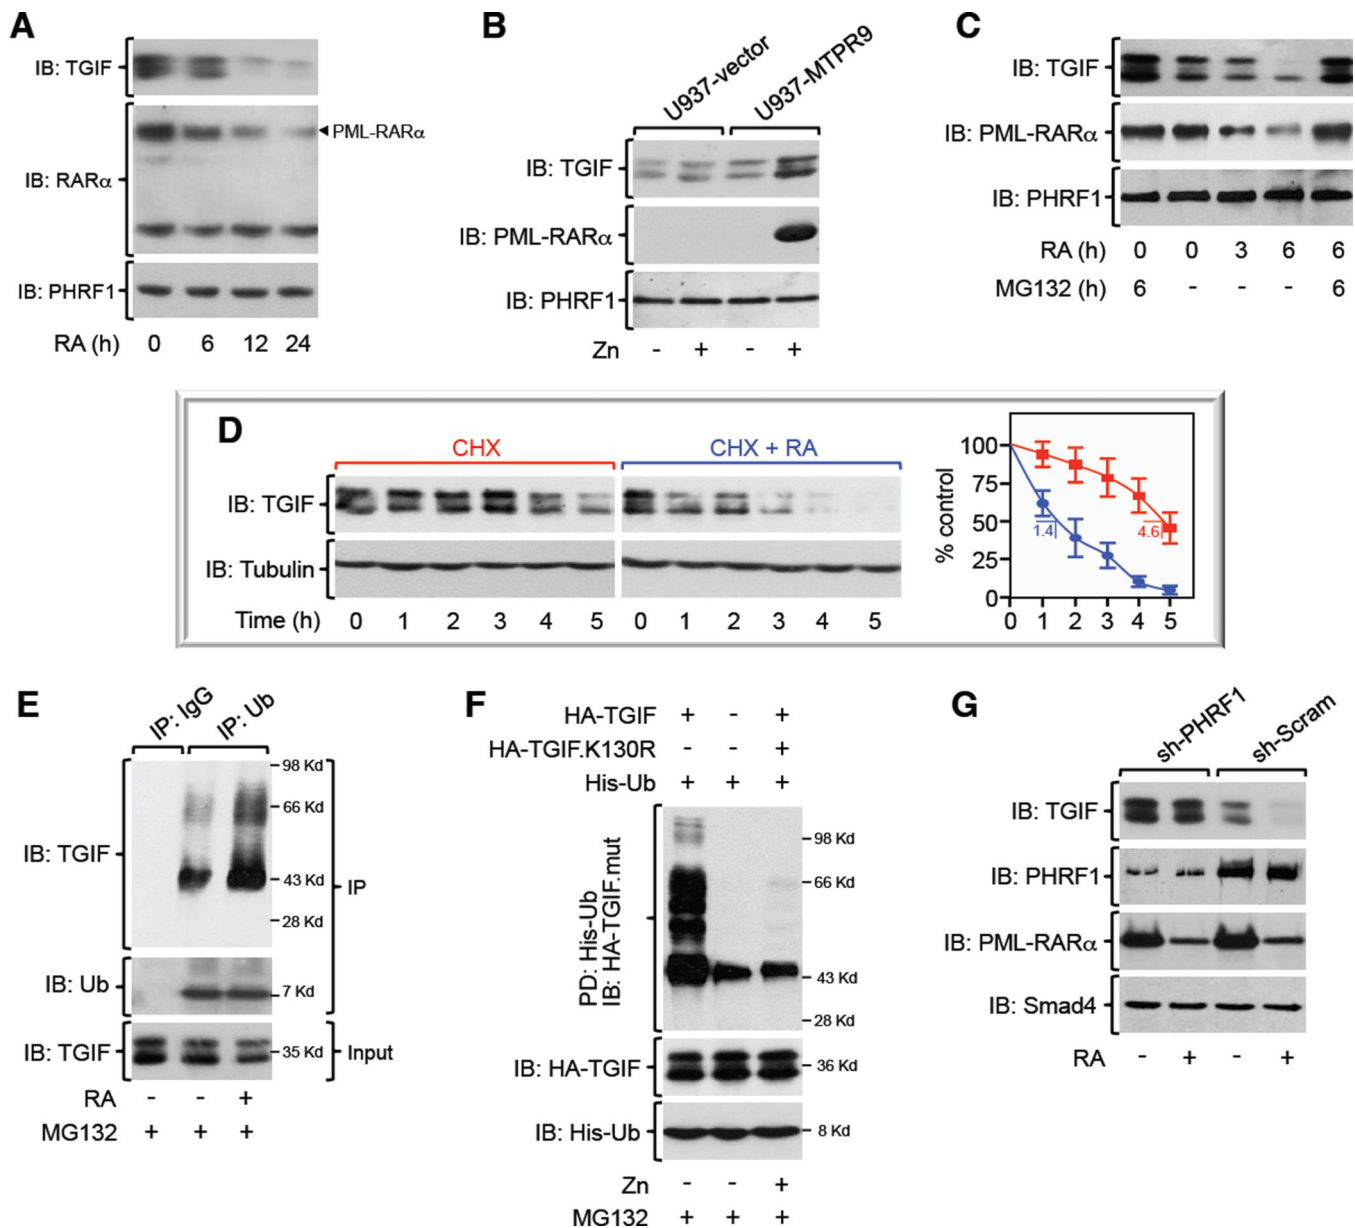 A
IB: TGIF
IB: RARα
PML-RARα
IB: PHRF1
RA (h) 0 6 12 24
B
U937-vector U937-MTPR9
IB: TGIF
IB: PML-RARα
IB: PHRF1
Zn - + - +
C
IB: TGIF
IB: PML-RARα
IB: PHRF1
RA (h) 0 0 3 6 6
MG132 (h) 6 - - - 6
D
CHX CHX + RA
IB: TGIF
IB: Tubulin
Time (h) 0 1 2 3 4 5 0 1 2 3 4 5
% control
100
75
50
25
0
1.4 4.6
0 1 2 3 4 5
E
IP: IgG IP: Ub
98 Kd
66 Kd
IB: TGIF
43 Kd
IP
28 Kd
IB: Ub
7 Kd
IB: TGIF
35 Kd
Input
RA - - +
MG132 + + +
F
HA-TGIF + - +
HA-TGIF.K130R - - +
His-Ub + + +
PD: His-Ub
IB: HA-TGIF.mut
98 Kd
66 Kd
43 Kd
28 Kd
IB: HA-TGIF
36 Kd
IB: His-Ub
8 Kd
Zn - - +
MG132 + + +
G
sh-PHRF1 sh-Scram
IB: TGIF
IB: PHRF1
IB: PML-RARα
IB: Smad4
RA - + - +